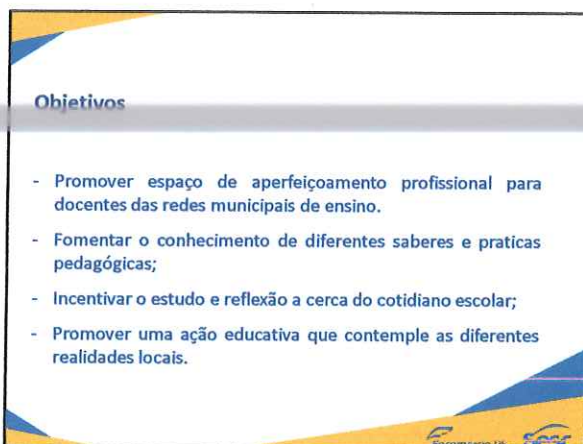 Objetivos
- Promover espaço de aperfeiçoamento profissional para
docentes das redes municipais de ensino.
- Fomentar o conhecimento de diferentes saberes e praticas
pedagógicas;
- Incentivar o estudo e reflexão a cerca do cotidiano escolar;
- Promover uma ação educativa que contemple as diferentes
realidades locais.